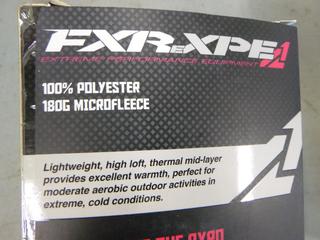 FXR EXPE
EXTREME PERFORMANCE EQUIPMENT
100% POLYESTER
180G MICROFLEECE
Lightweight, high loft, thermal mid-layer
provides excellent warmth, perfect for
moderate aerobic outdoor activities in
extreme, cold conditions.